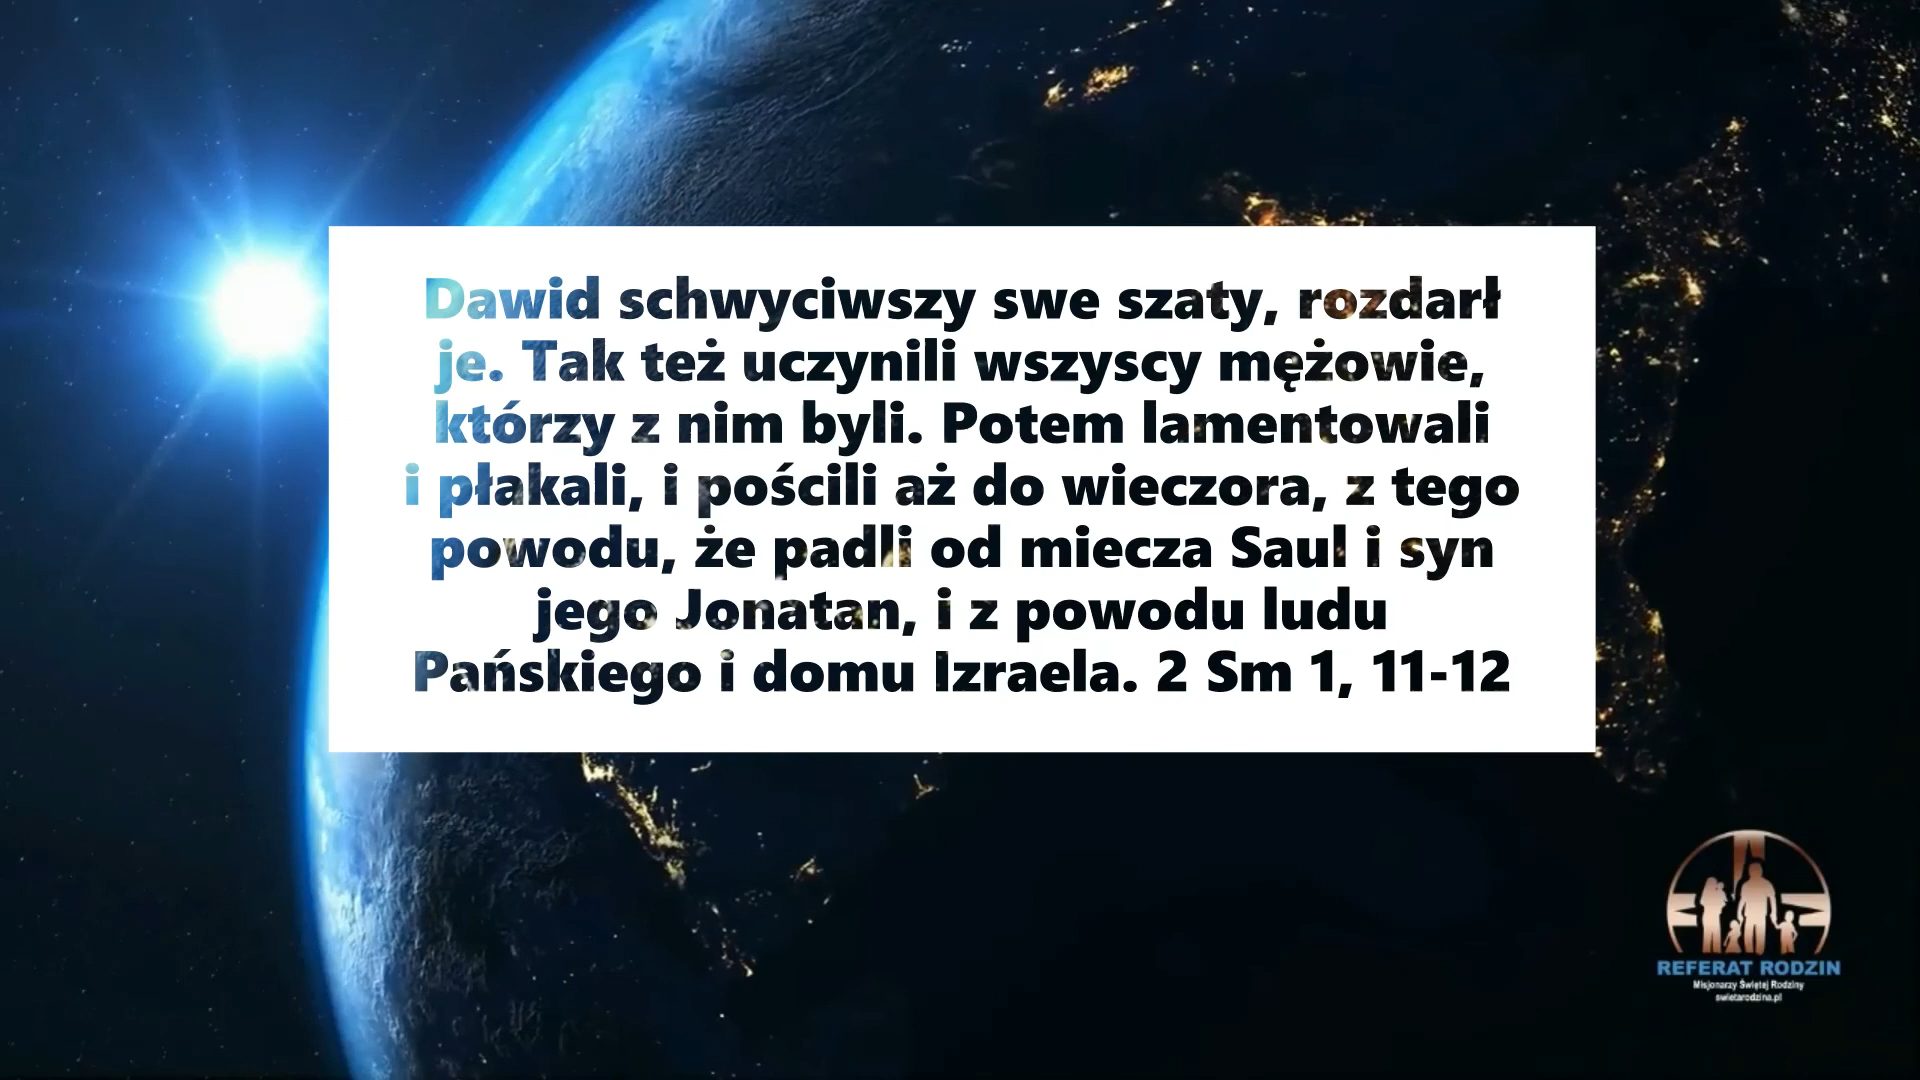 Dawid schwyciwszy swe szaty, rozdarł
je. Tak też uczynili wszyscy mężowie,
którzy z nim byli. Potem lamentowali
i płakali, i pościli aż do wieczora, z tego
powodu, że padli od miecza Saul i syn
jego Jonatan, i z powodu ludu
Pańskiego i domu Izraela. 2 Sm 1, 11-12
REFERAT RODZIN
Misjonarzy Świętej Rodziny
swietarodzina.pl